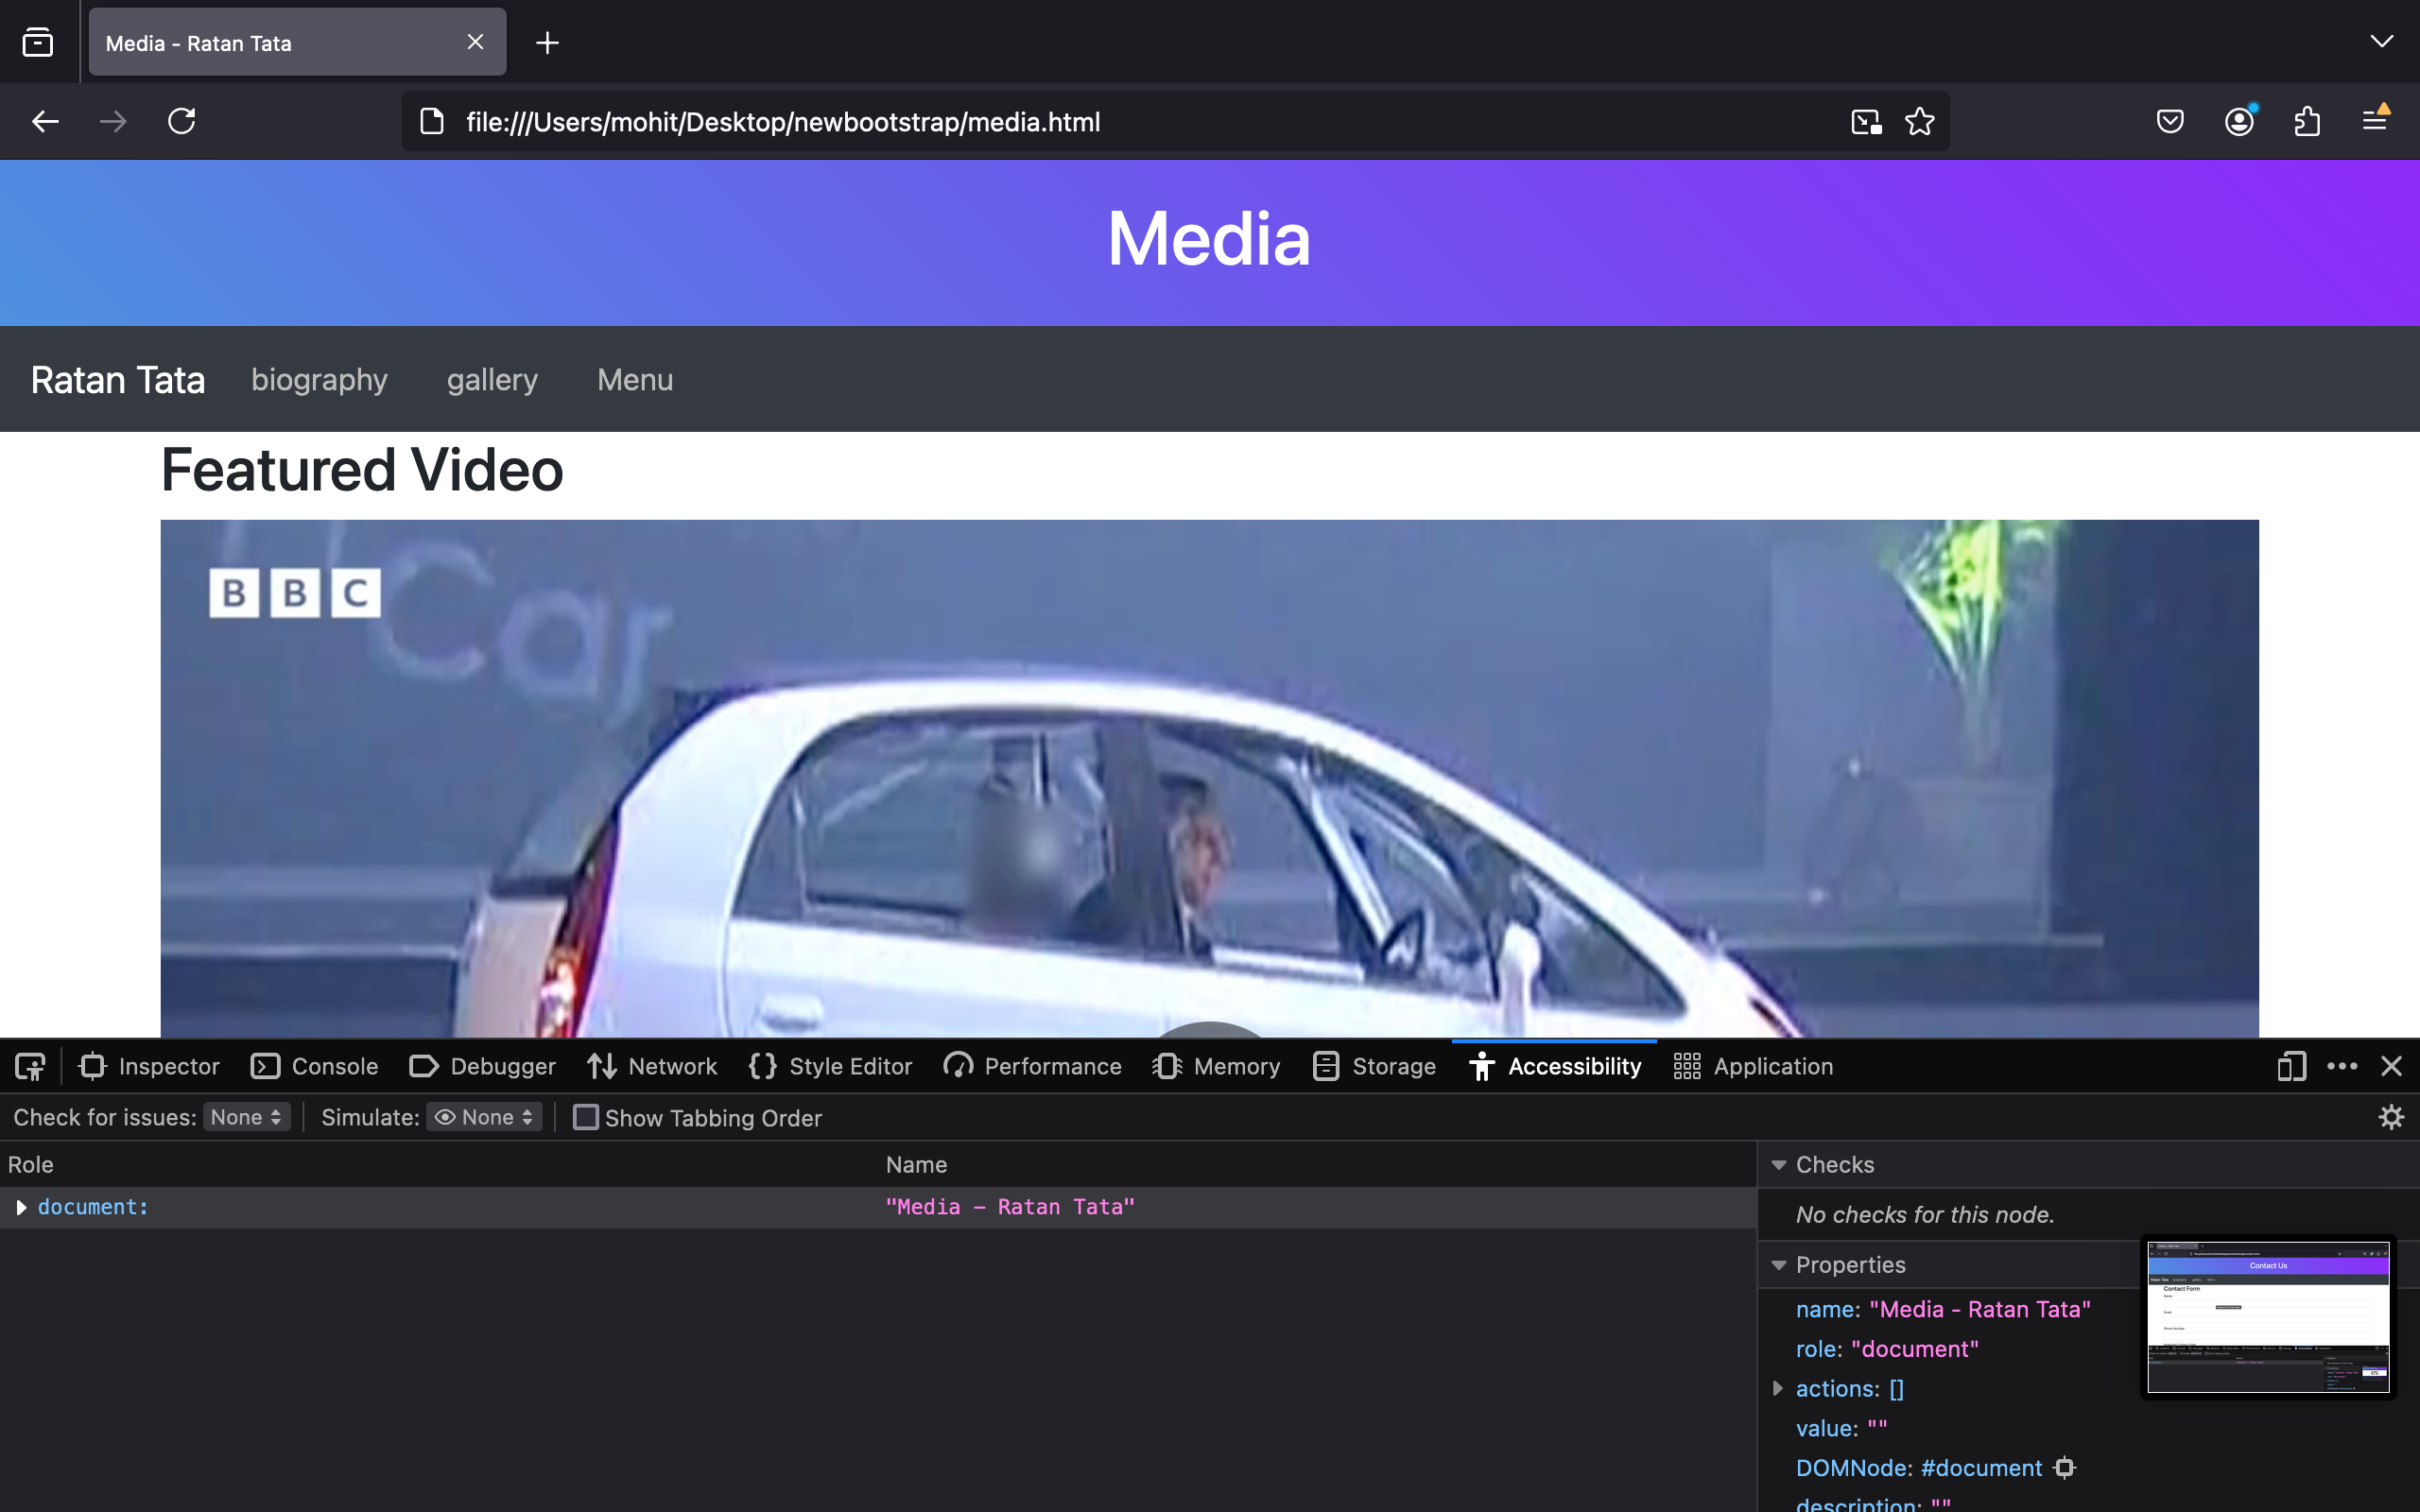 Media - Ratan Tata
file:///Users/mohit/Desktop/newbootstrap/media.html
Media
Ratan Tata biography gallery Menu
Featured Video
BBC
Car
Inspector Console Debugger Network Style Editor Performance Memory Storage Accessibility Application
Check for issues: None Simulate: None Show Tabbing Order
Role Name Checks
document: "Media - Ratan Tata"
No checks for this node.
Properties
name: "Media - Ratan Tata"
role: "document"
actions: []
value: ""
DOMNode: #document
description: ""
Contact Us
Contact Form